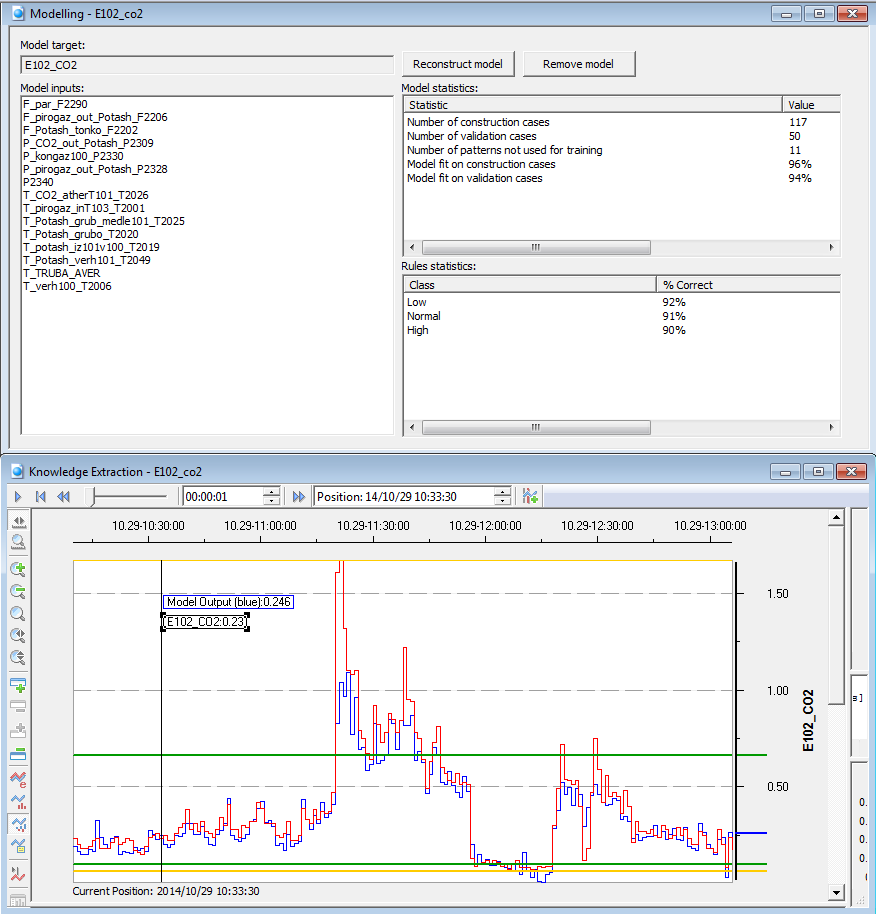 Modelling - E102_co2
Model target:
E102_CO2
Reconstruct model
Remove model
Model inputs:
F_par_F2290
F_pirogaz_out_Potash_F2206
F_Potash_tonko_F2202
P_CO2_out_Potash_P2309
P_kongaz100_P2330
P_pirogaz_out_Potash_P2328
P2340
T_CO2_atherT101_T2026
T_pirogaz_inT103_T2001
T_Potash_grub_medle101_T2025
T_Potash_grubo_T2020
T_potash_iz101v100_T2019
T_Potash_verh101_T2049
T_TRUBA_AVER
T_verh100_T2006
Model statistics:
Statistic Value
Number of construction cases 117
Number of validation cases 50
Number of patterns not used for training 11
Model fit on construction cases 96%
Model fit on validation cases 94%
Rules statistics:
Class % Correct
Low 92%
Normal 91%
High 90%
Knowledge Extraction - E102_co2
00:00:01
Position: 14/10/29 10:33:30
10.29-10:30:00 10.29-11:00:00 10.29-11:30:00 10.29-12:00:00 10.29-12:30:00 10.29-13:00:00
Model Output (blue):0.246
E102_CO2:0.23
1.50
1.00
0.50
E102_CO2
s]
0.
0.
0.
0.
Current Position: 2014/10/29 10:33:30